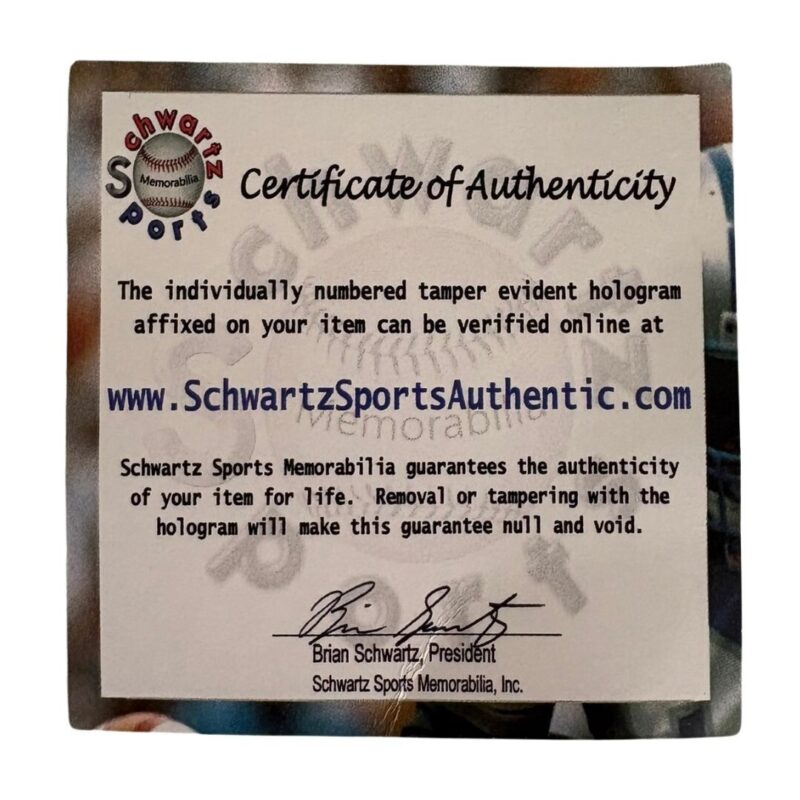 Schwartz
Sports
Memorabilia
Certificate of Authenticity
The individually numbered tamper evident hologram
affixed on your item can be verified online at
www.SchwartzSportsAuthentic.com
Schwartz Sports Memorabilia guarantees the authenticity
of your item for life. Removal or tampering with the
hologram will make this guarantee null and void.
Brian Schwartz
Brian Schwartz, President
Schwartz Sports Memorabilia, Inc.